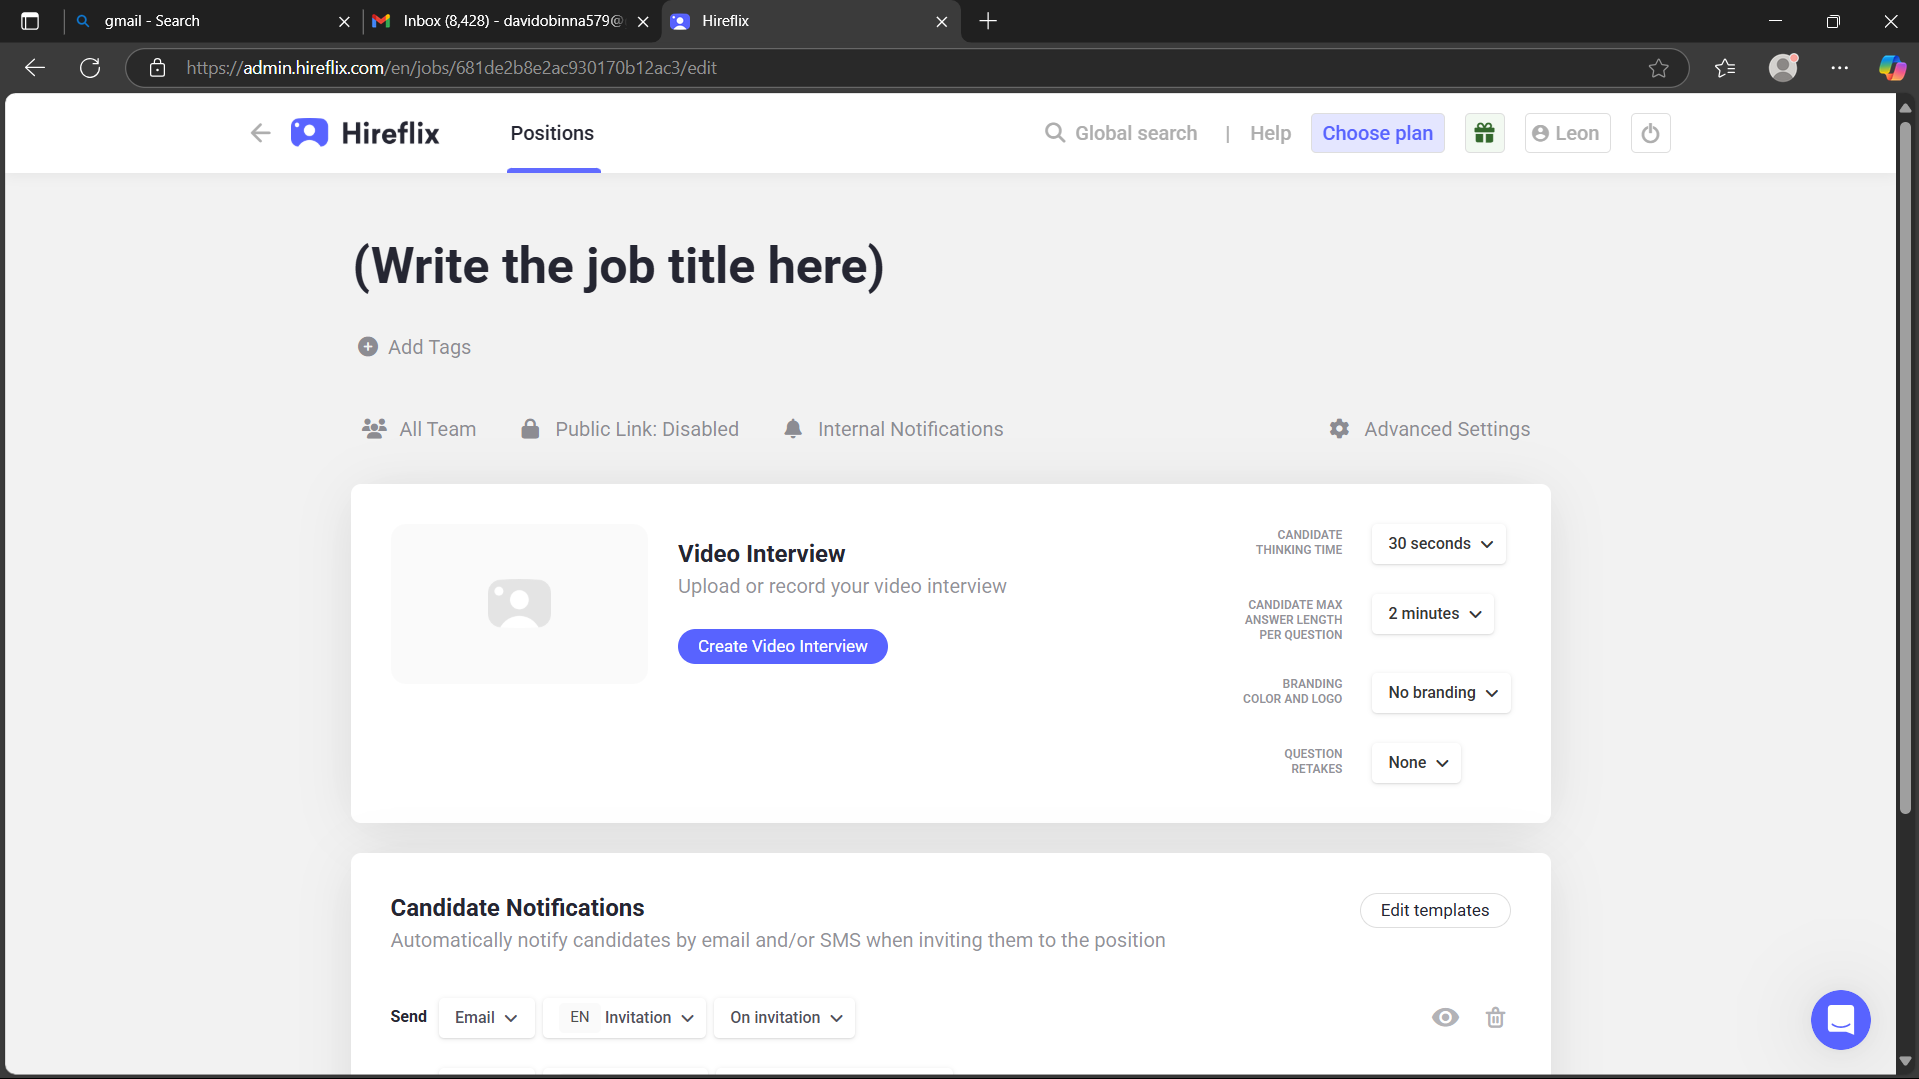 gmail - Search
Inbox (8,428) - davidobinna579@
Hireflix
https://admin.hireflix.com/en/jobs/681de2b8e2ac930170b12ac3/edit
Hireflix
Positions
Global search
|
Help
Choose plan
Leon
(Write the job title here)
Add Tags
All Team
Public Link: Disabled
Internal Notifications
Advanced Settings
Video Interview
Upload or record your video interview
Create Video Interview
CANDIDATE
THINKING TIME
30 seconds
CANDIDATE MAX
ANSWER LENGTH
PER QUESTION
2 minutes
BRANDING
COLOR AND LOGO
No branding
QUESTION
RETAKES
None
Candidate Notifications
Edit templates
Automatically notify candidates by email and/or SMS when inviting them to the position
Send
Email
EN Invitation
On invitation